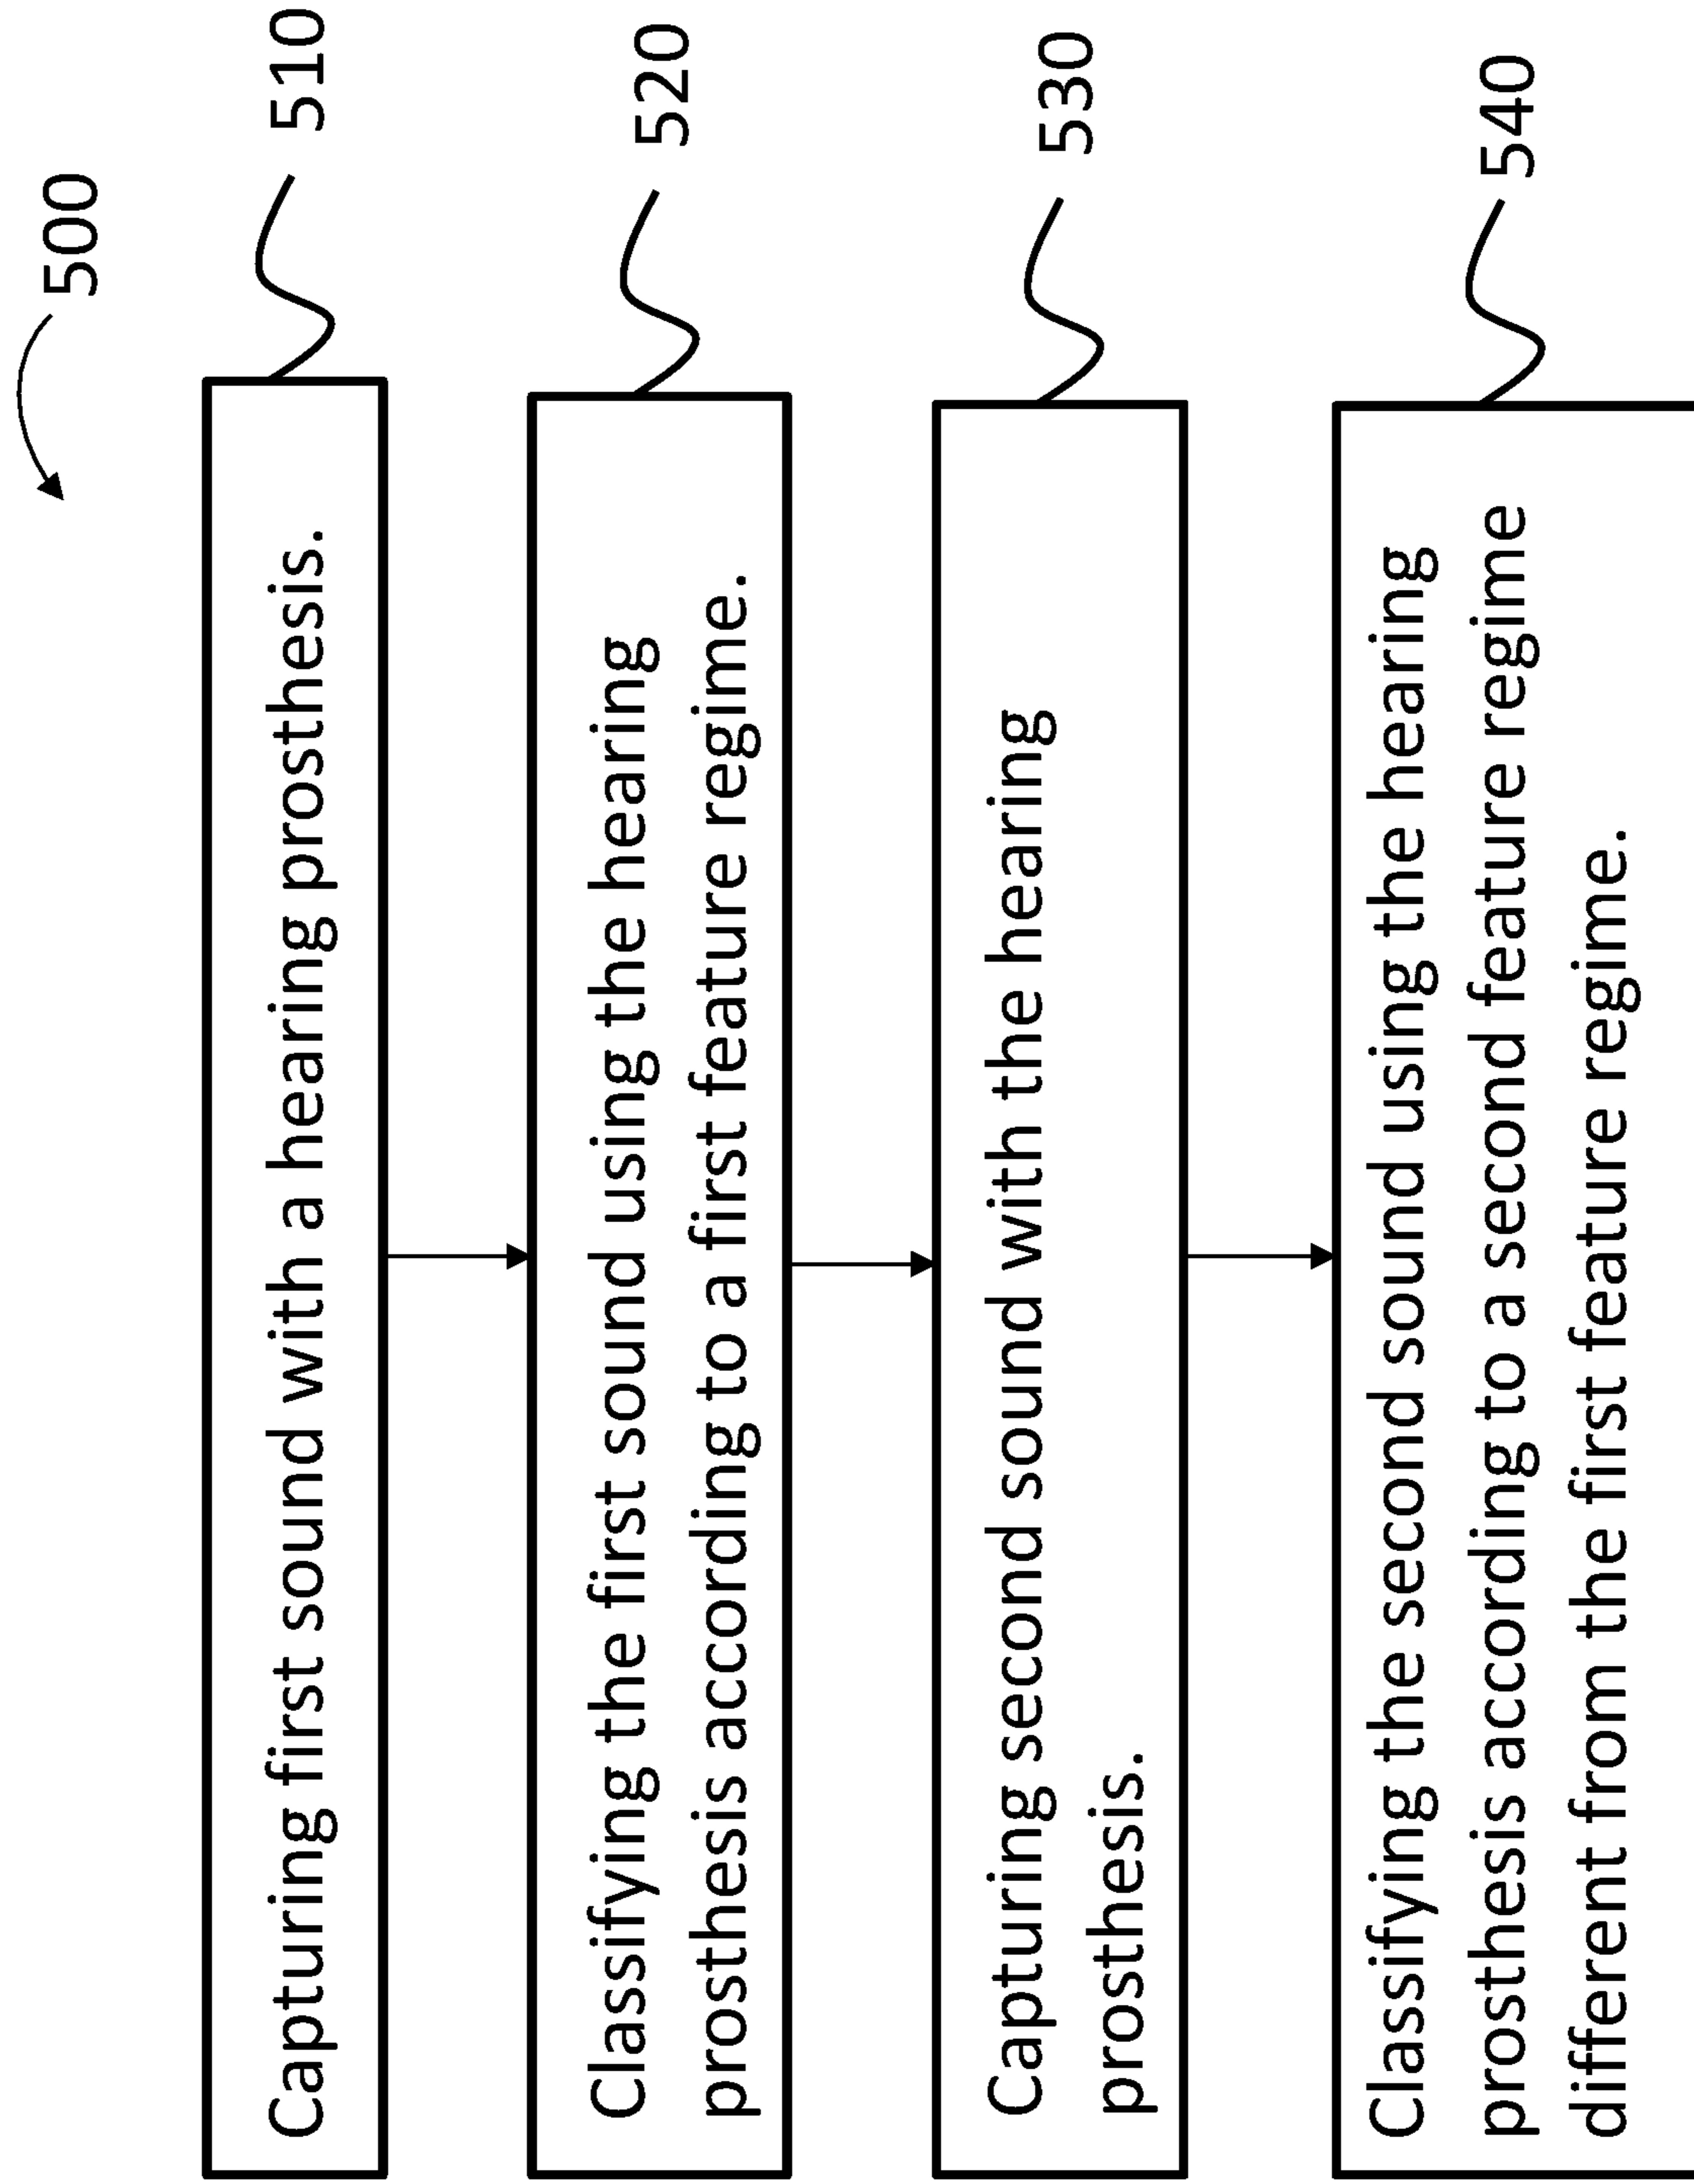 500
Capturing first sound with a hearing prosthesis.
510
Classifying the first sound using the hearing
prosthesis according to a first feature regime.
520
Capturing second sound with the hearing
prosthesis.
530
Classifying the second sound using the hearing
prosthesis according to a second feature regime
different from the first feature regime.
540